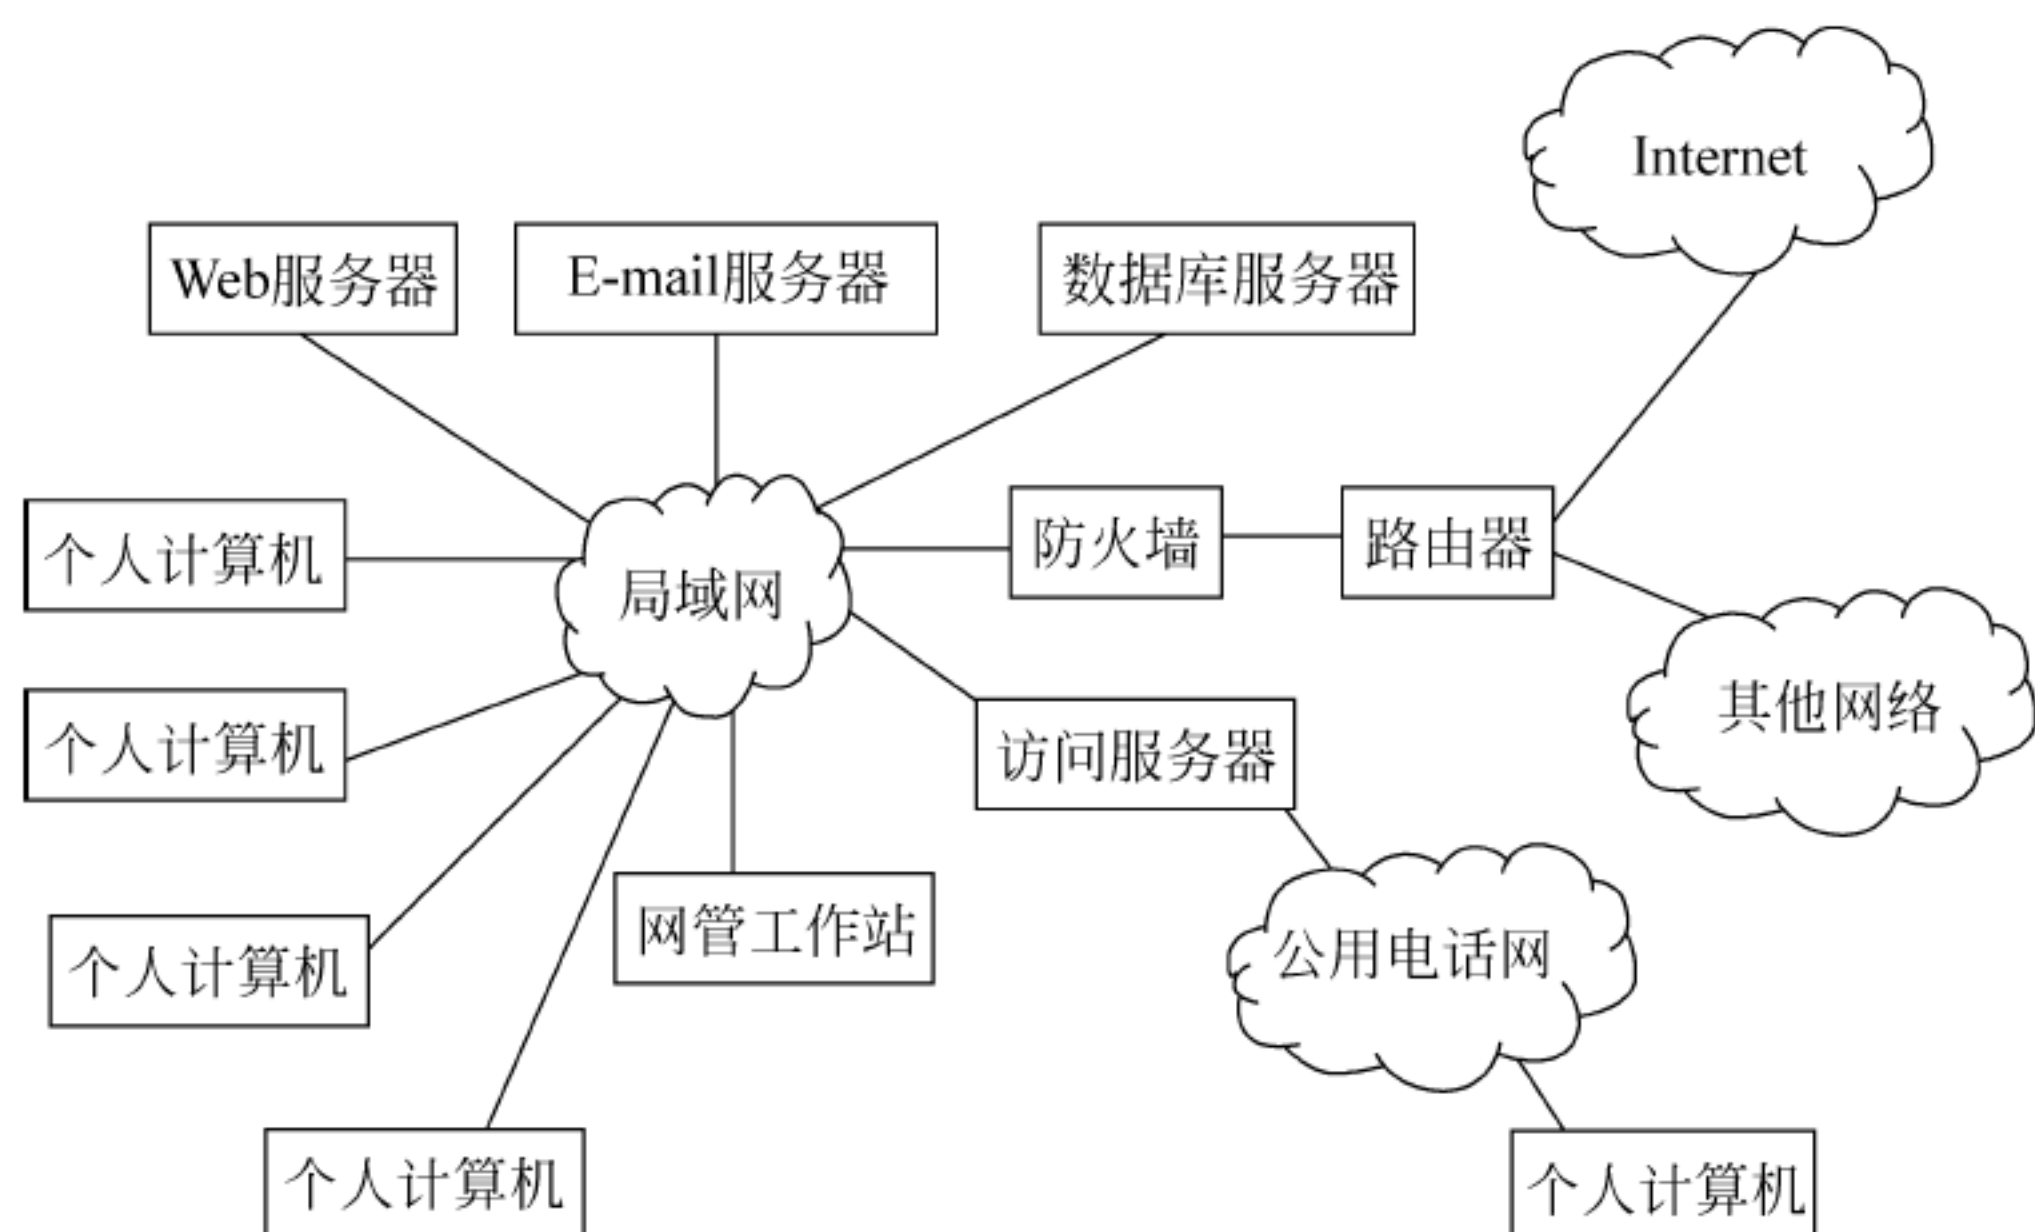 Internet
Web服务器
E-mail服务器
数据库服务器
个人计算机
局域网
防火墙
路由器
个人计算机
访问服务器
其他网络
个人计算机
网管工作站
公用电话网
个人计算机
个人计算机